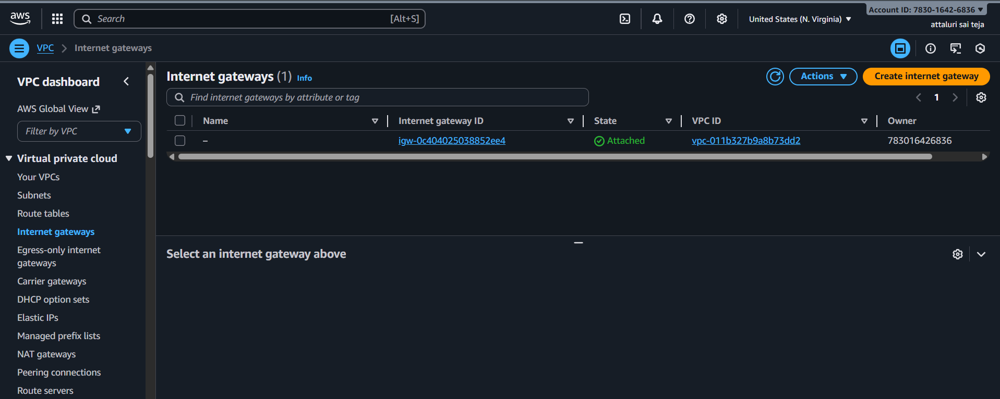 aws
Search [Alt+S]
United States (N. Virginia)
Account ID: 7830-1642-6836
attaluri sai teja
VPC
Internet gateways
VPC dashboard
AWS Global View
Filter by VPC
Virtual private cloud
Your VPCs
Subnets
Route tables
Internet gateways
Egress-only internet
gateways
Carrier gateways
DHCP option sets
Elastic IPs
Managed prefix lists
NAT gateways
Peering connections
Route servers
Internet gateways (1) Info
Actions
Create internet gateway
Find internet gateways by attribute or tag
1
Name Internet gateway ID State VPC ID Owner
– igw-0c404025038852ee4 Attached vpc-011b327b9a8b73dd2 783016426836
Select an internet gateway above